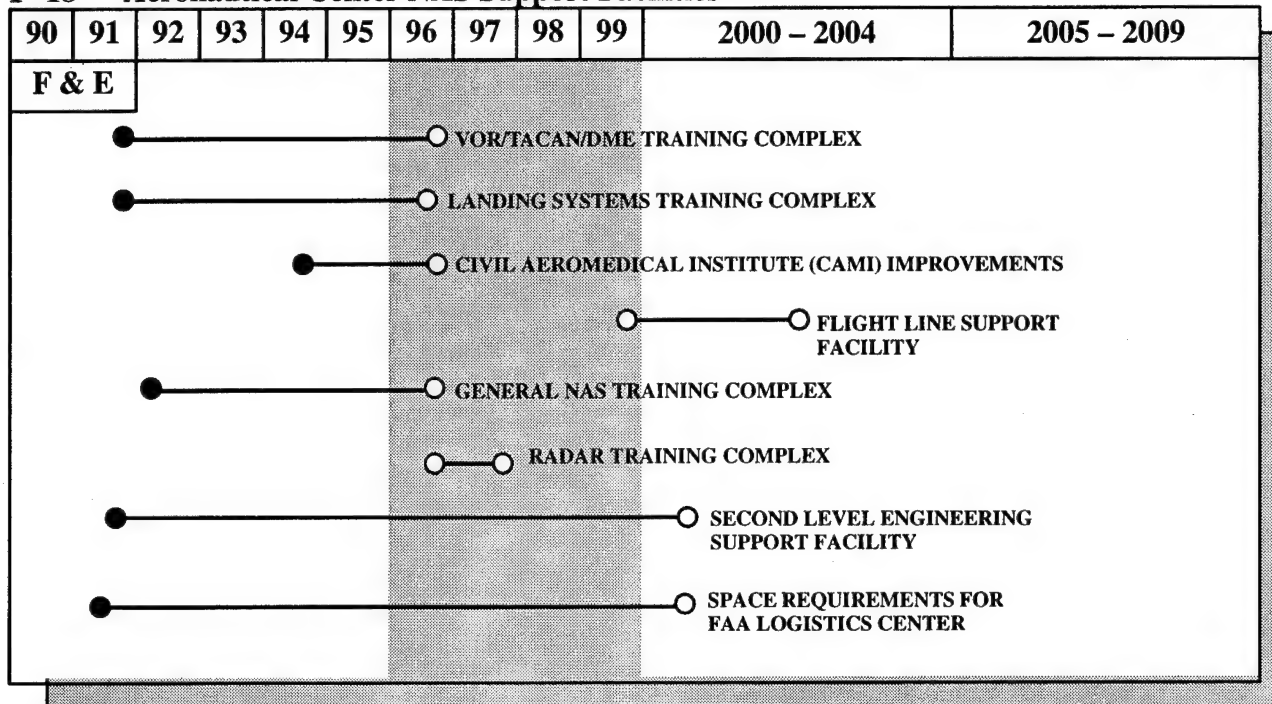 90 91 92 93 94 95 96 97 98 99 2000 – 2004 2005 – 2009
F & E
VOR/TACAN/DME TRAINING COMPLEX
LANDING SYSTEMS TRAINING COMPLEX
CIVIL AEROMEDICAL INSTITUTE (CAMI) IMPROVEMENTS
FLIGHT LINE SUPPORT
FACILITY
GENERAL NAS TRAINING COMPLEX
RADAR TRAINING COMPLEX
SECOND LEVEL ENGINEERING
SUPPORT FACILITY
SPACE REQUIREMENTS FOR
FAA LOGISTICS CENTER